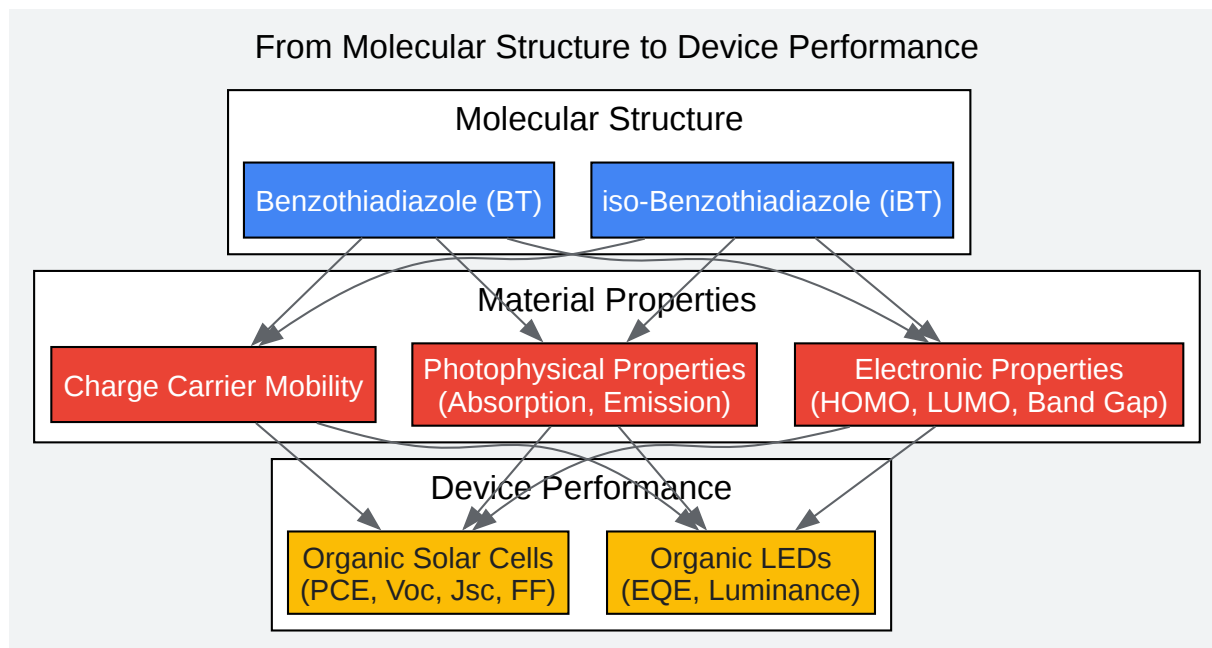 From Molecular Structure to Device Performance
Molecular Structure
Benzothiadiazole (BT)
iso-Benzothiadiazole (iBT)
Material Properties
Charge Carrier Mobility
Photophysical Properties
(Absorption, Emission)
Electronic Properties
(HOMO, LUMO, Band Gap)
Device Performance
Organic Solar Cells
(PCE, Voc, Jsc, FF)
Organic LEDs
(EQE, Luminance)